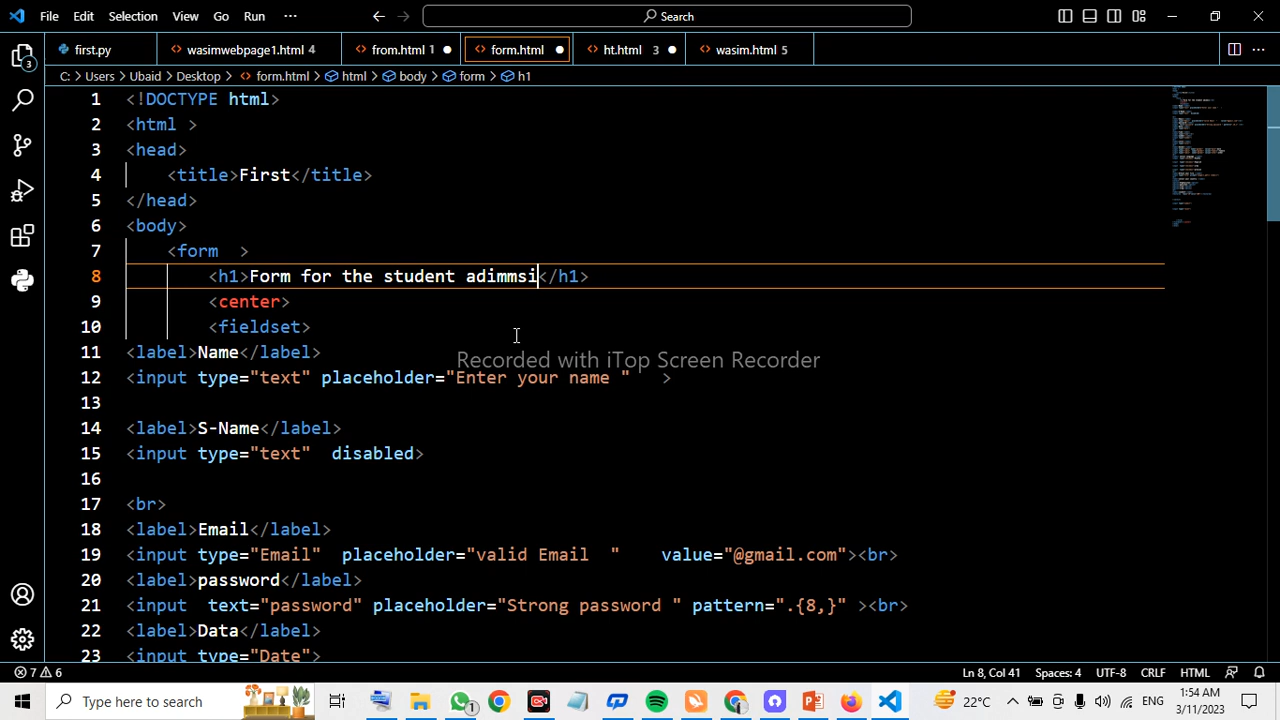 File Edit Selection View Go Run ··· Search
first.py wasimwebpage1.html 4 from.html 1 form.html ht.html 3 wasim.html 5
C: > Users > Ubaid > Desktop > form.html > html > body > form > h1
1 <!DOCTYPE html>
2 <html >
3 <head>
4 <title>First</title>
5 </head>
6 <body>
7 <form >
8 <h1>Form for the student adimmsi</h1>
9 <center>
10 <fieldset>
11 <label>Name</label>
Recorded with iTop Screen Recorder
12 <input type="text" placeholder="Enter your name " >
13
14 <label>S-Name</label>
15 <input type="text" disabled>
16
17 <br>
18 <label>Email</label>
19 <input type="Email" placeholder="valid Email " value="@gmail.com"><br>
20 <label>password</label>
21 <input text="password" placeholder="Strong password " pattern=".{8,}" ><br>
22 <label>Data</label>
23 <input type="Date">
7 6 Ln 8, Col 41 Spaces: 4 UTF-8 CRLF HTML
Type here to search 22°C ENG 1:54 AM
3/11/2023